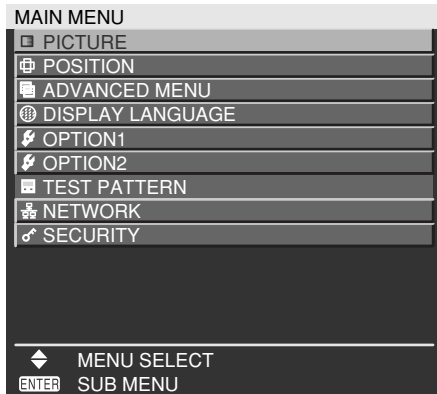 MAIN MENU
PICTURE
POSITION
ADVANCED MENU
DISPLAY LANGUAGE
OPTION1
OPTION2
TEST PATTERN
NETWORK
SECURITY
MENU SELECT
ENTER SUB MENU